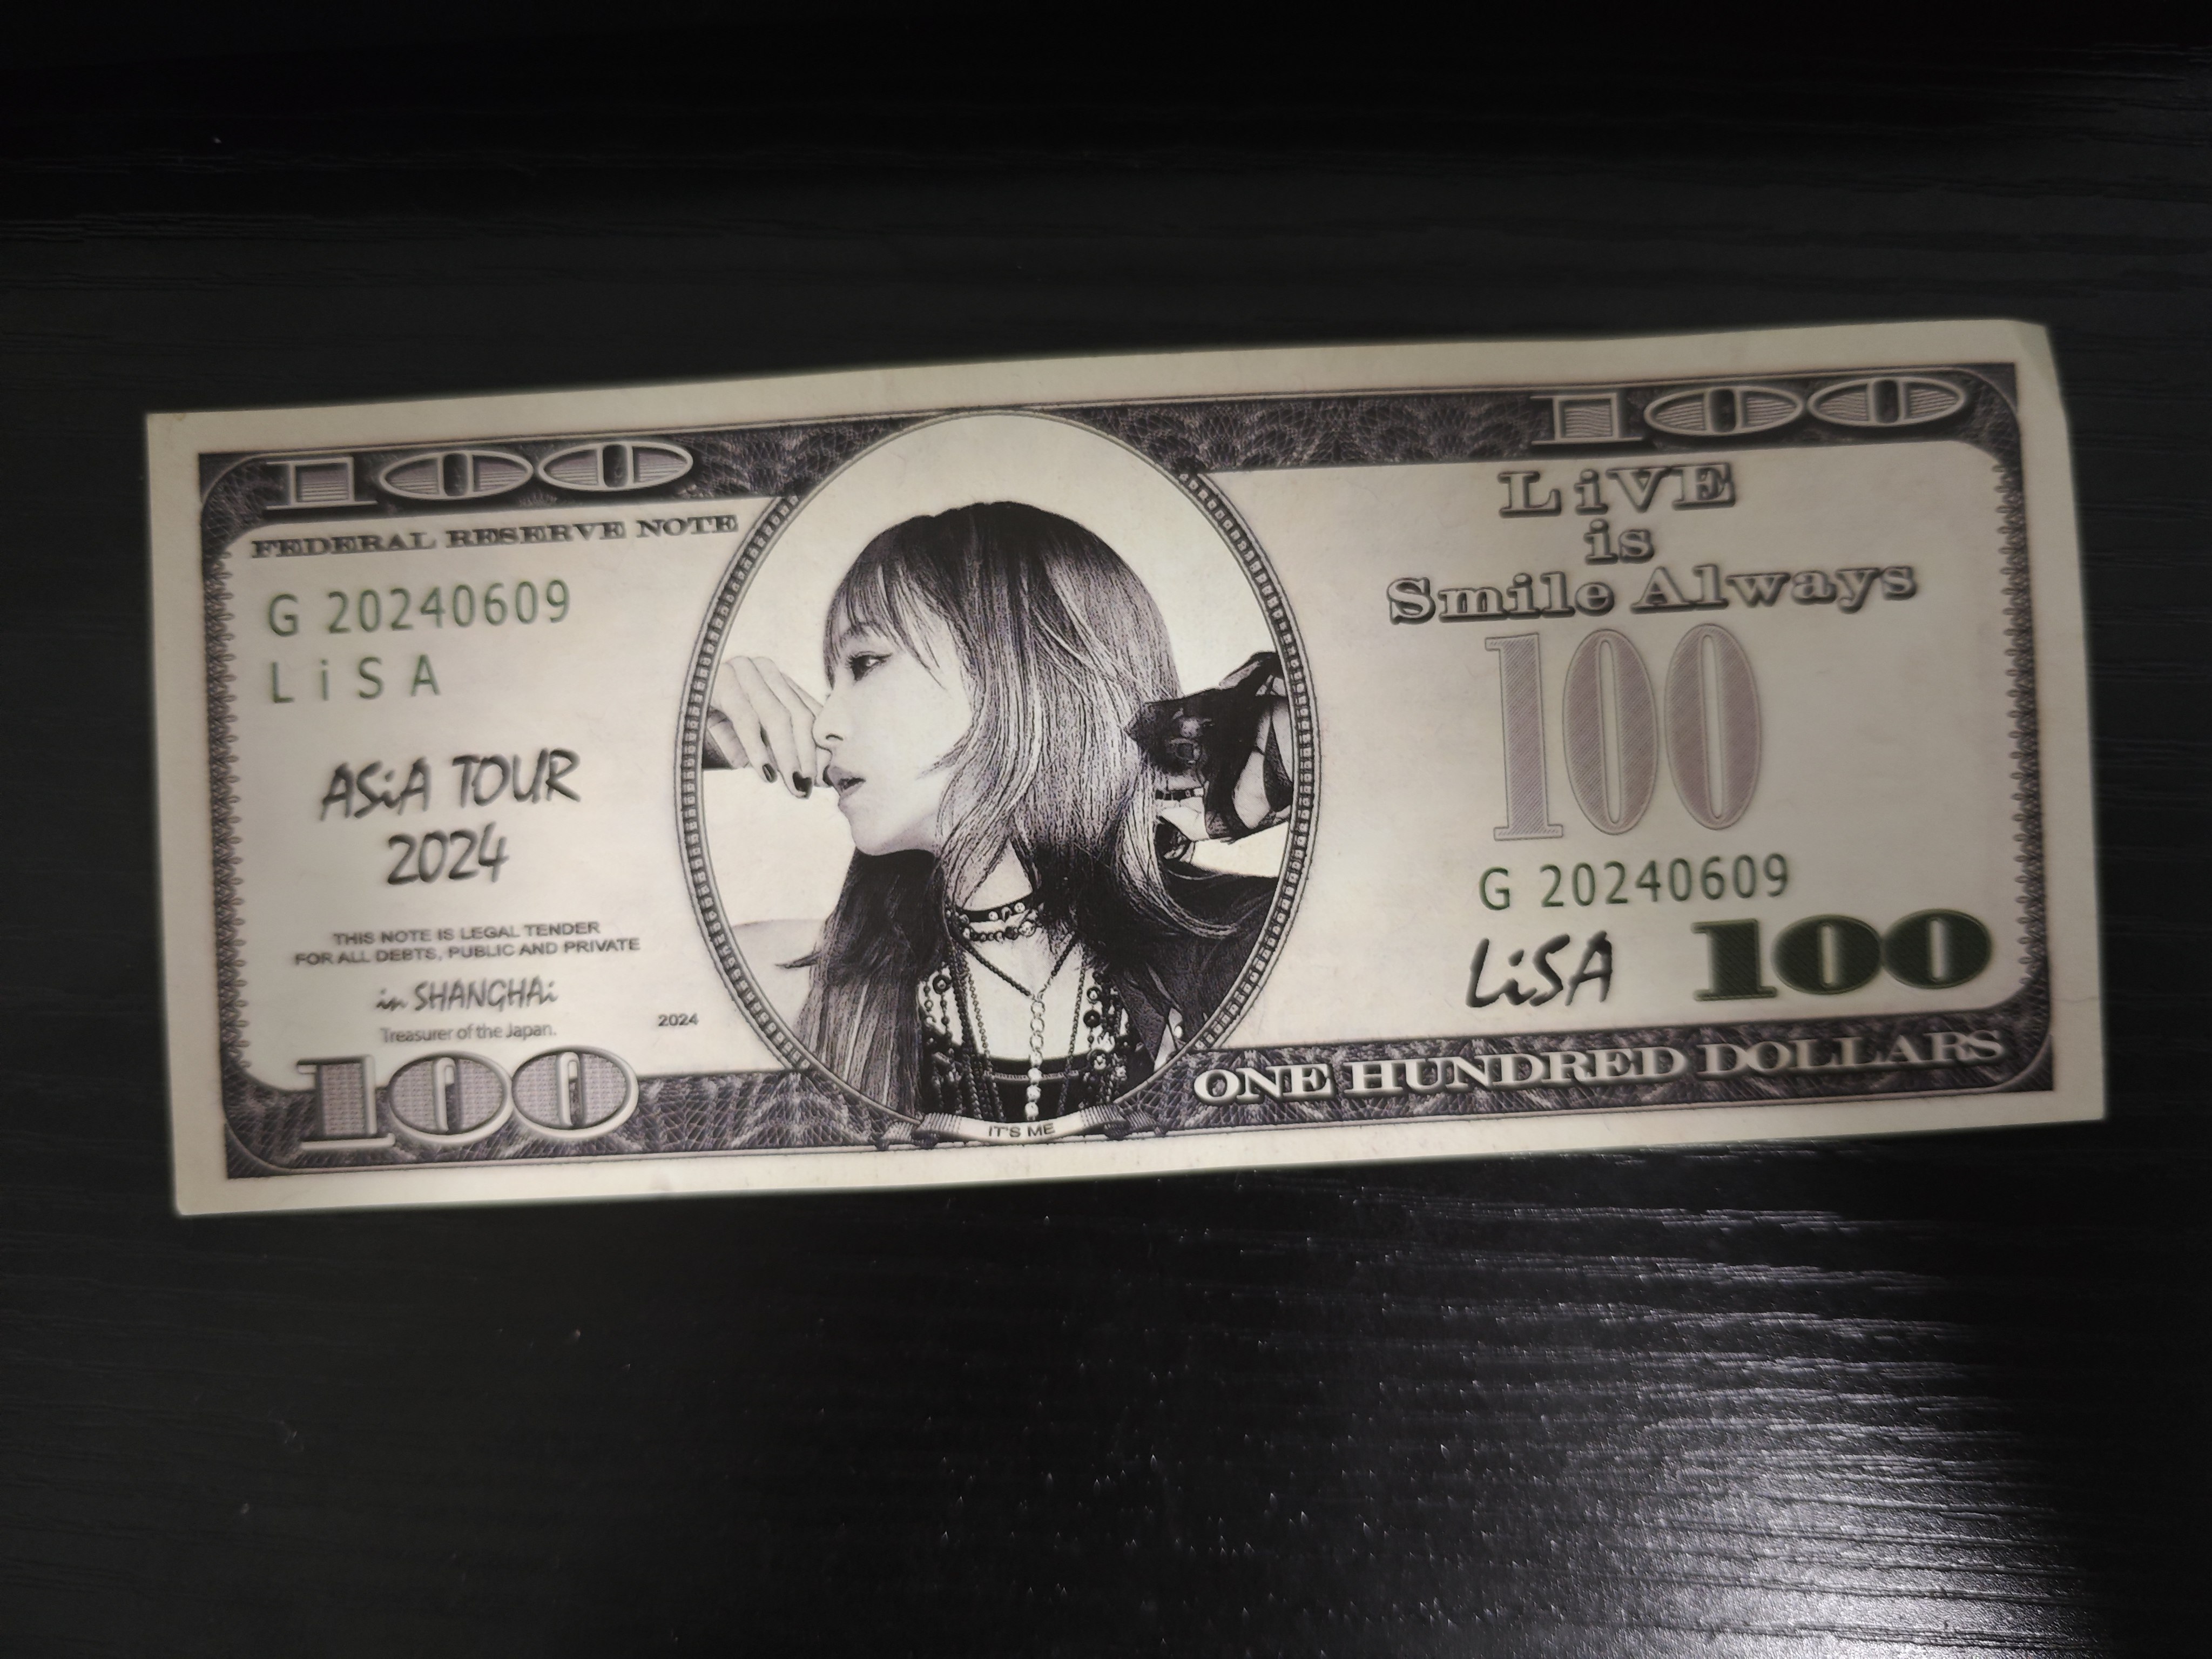 100
FEDERAL RESERVE NOTE
G 20240609
LiSA
ASiA TOUR
2024
THIS NOTE IS LEGAL TENDER
FOR ALL DEBTS, PUBLIC AND PRIVATE
in SHANGHAi
Treasurer of the Japan.
2024
100
IT'S ME
100
LiVE
is
Smile Always
100
G 20240609
LiSA 100
ONE HUNDRED DOLLARS